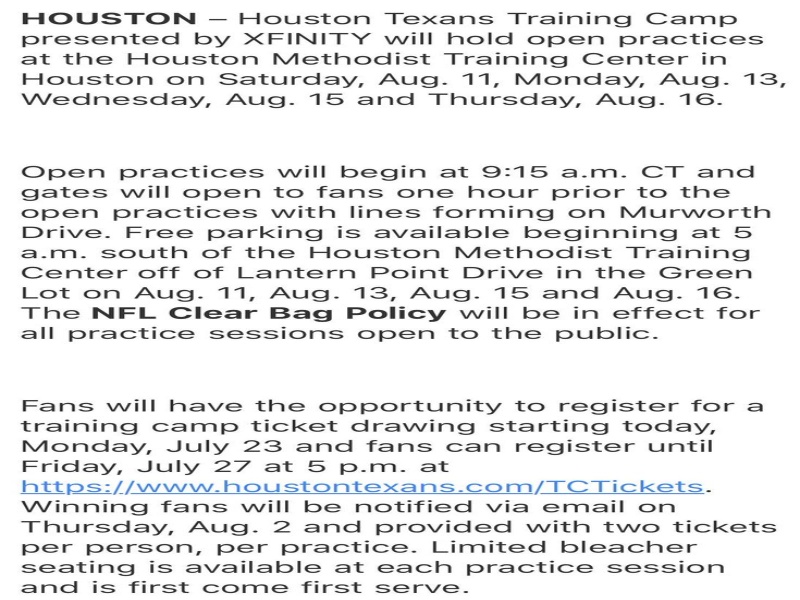 HOUSTON – Houston Texans Training Camp
presented by XFINITY will hold open practices
at the Houston Methodist Training Center in
Houston on Saturday, Aug. 11, Monday, Aug. 13,
Wednesday, Aug. 15 and Thursday, Aug. 16.
Open practices will begin at 9:15 a.m. CT and
gates will open to fans one hour prior to the
open practices with lines forming on Murworth
Drive. Free parking is available beginning at 5
a.m. south of the Houston Methodist Training
Center off of Lantern Point Drive in the Green
Lot on Aug. 11, Aug. 13, Aug. 15 and Aug. 16.
The NFL Clear Bag Policy will be in effect for
all practice sessions open to the public.
Fans will have the opportunity to register for a
training camp ticket drawing starting today,
Monday, July 23 and fans can register until
Friday, July 27 at 5 p.m. at
https://www.houstontexans.com/TCTickets.
Winning fans will be notified via email on
Thursday, Aug. 2 and provided with two tickets
per person, per practice. Limited bleacher
seating is available at each practice session
and is first come first serve.